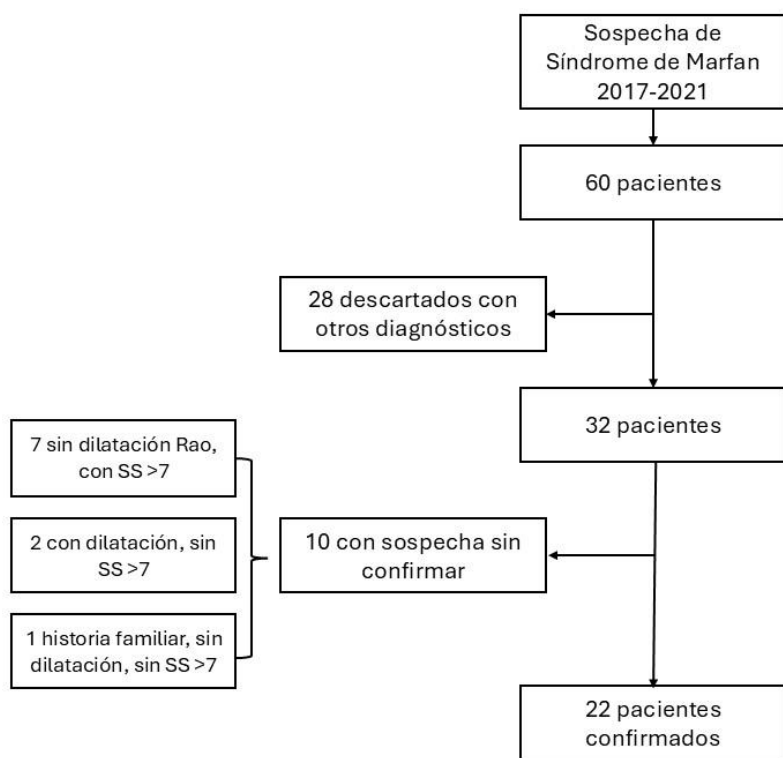 Sospecha de
Síndrome de Marfan
2017-2021
60 pacientes
28 descartados con
otros diagnósticos
32 pacientes
7 sin dilatación Rao,
con SS >7
2 con dilatación, sin
SS >7
1 historia familiar, sin
dilatación, sin SS >7
10 con sospecha sin
confirmar
22 pacientes
confirmados